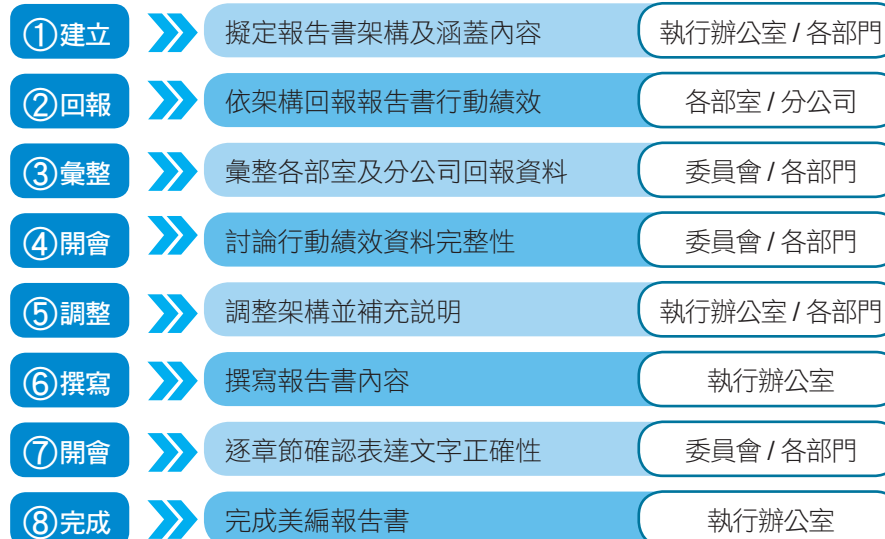 ①建立 擬定報告書架構及涵蓋內容 執行辦公室 / 各部門
②回報 依架構回報報告書行動績效 各部室 / 分公司
③彙整 彙整各部室及分公司回報資料 委員會 / 各部門
④開會 討論行動績效資料完整性 委員會 / 各部門
⑤調整 調整架構並補充説明 執行辦公室 / 各部門
⑥撰寫 撰寫報告書內容 執行辦公室
⑦開會 逐章節確認表達文字正確性 委員會 / 各部門
⑧完成 完成美編報告書 執行辦公室